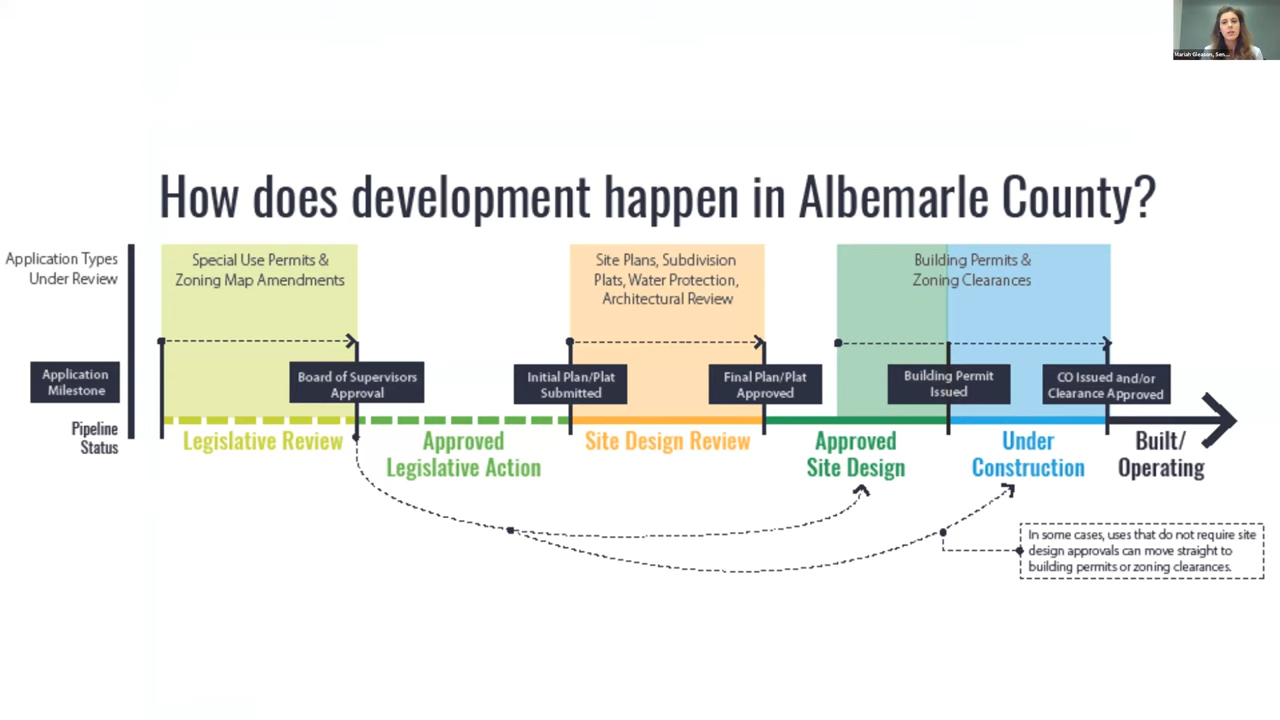 Mariah Gleason, Sen...
How does development happen in Albemarle County?
Application Types
Under Review
Special Use Permits &
Zoning Map Amendments
Site Plans, Subdivision
Plats, Water Protection,
Architectural Review
Building Permits &
Zoning Clearances
Application
Milestone
Board of Supervisors
Approval
Initial Plan/Plat
Submitted
Final Plan/Plat
Approved
Building Permit
Issued
CO Issued and/or
Clearance Approved
Pipeline
Status
Legislative Review
Approved
Legislative Action
Site Design Review
Approved
Site Design
Under
Construction
Built/
Operating
In some cases, uses that do not require site
design approvals can move straight to
building permits or zoning clearances.